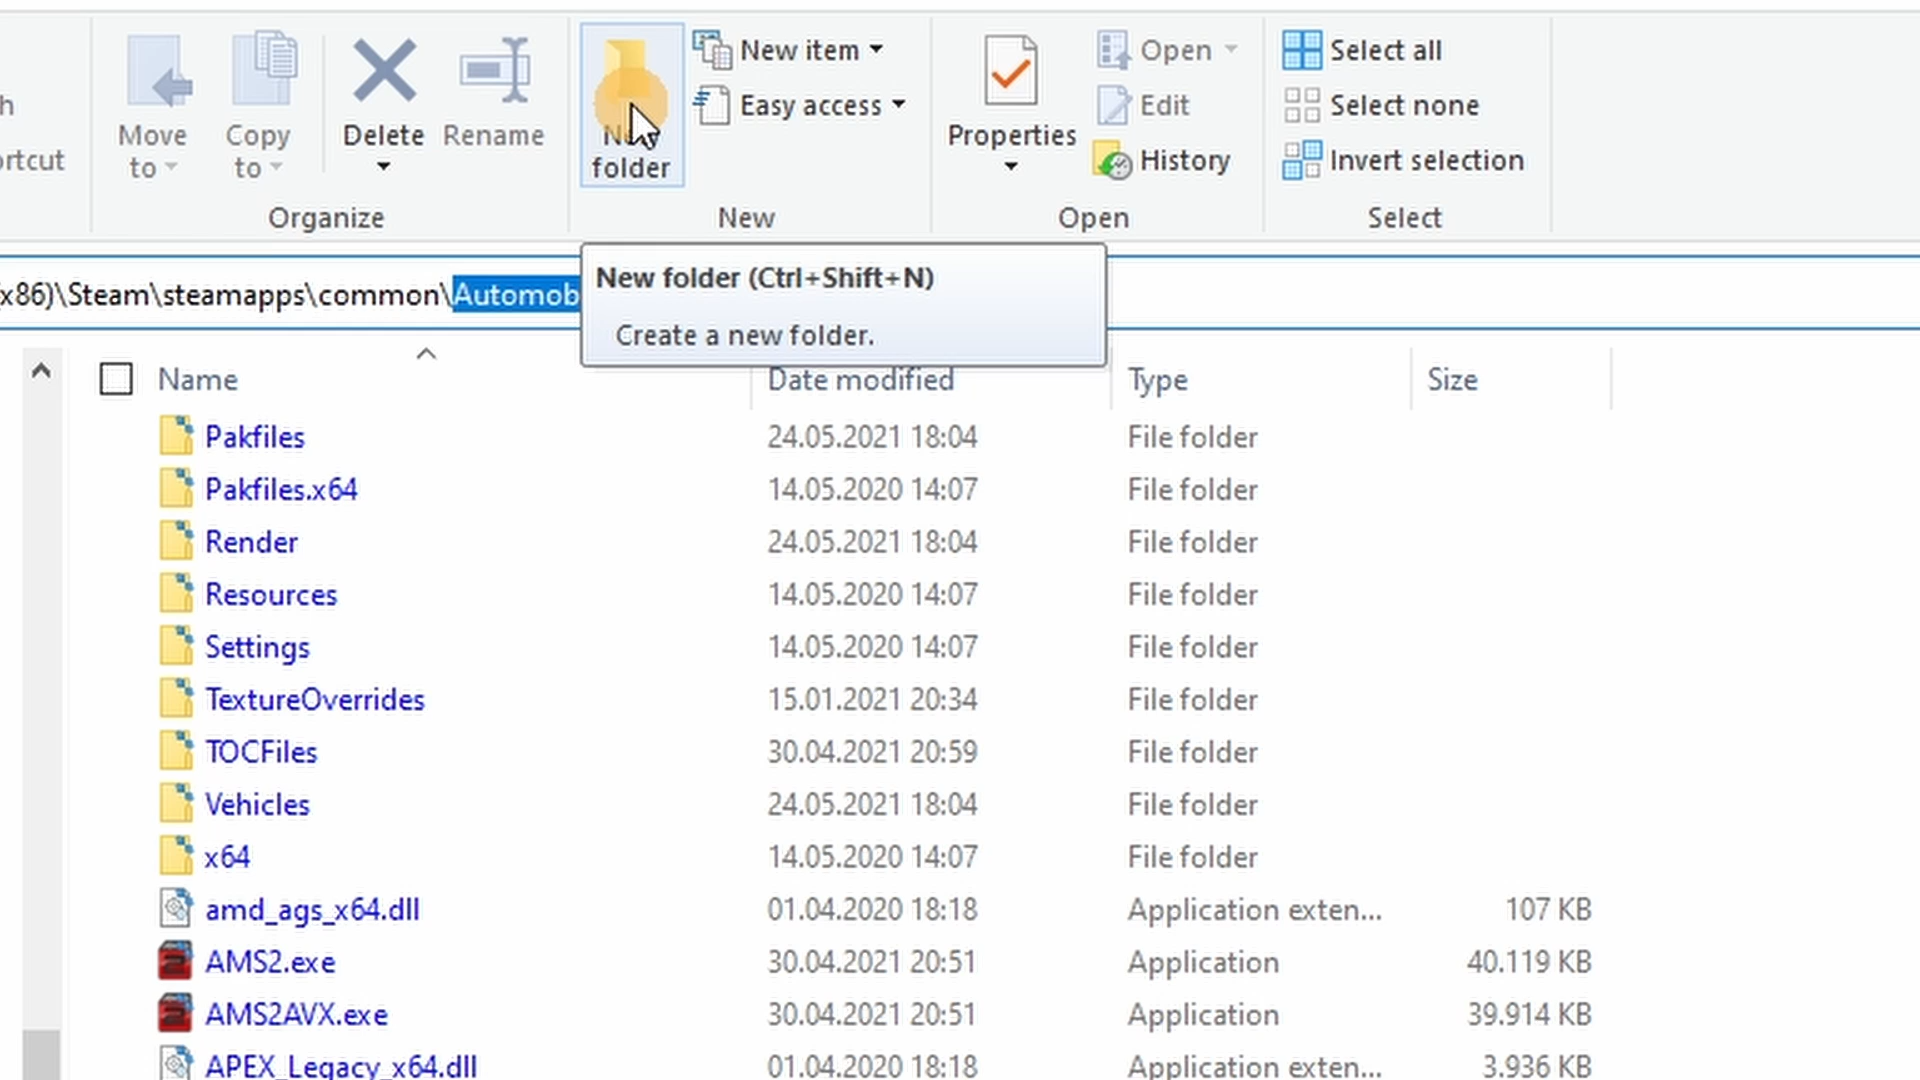 h
ortcut
Move to
Copy to
Delete
Rename
Organize
New folder
New item
Easy access
New
Properties
Open
Edit
History
Open
Select all
Select none
Invert selection
Select
x86)\Steam\steamapps\common\Automob
New folder (Ctrl+Shift+N)
Create a new folder.
Name Date modified Type Size
Pakfiles 24.05.2021 18:04 File folder
Pakfiles.x64 14.05.2020 14:07 File folder
Render 24.05.2021 18:04 File folder
Resources 14.05.2020 14:07 File folder
Settings 14.05.2020 14:07 File folder
TextureOverrides 15.01.2021 20:34 File folder
TOCFiles 30.04.2021 20:59 File folder
Vehicles 24.05.2021 18:04 File folder
x64 14.05.2020 14:07 File folder
amd_ags_x64.dll 01.04.2020 18:18 Application exten... 107 KB
AMS2.exe 30.04.2021 20:51 Application 40.119 KB
AMS2AVX.exe 30.04.2021 20:51 Application 39.914 KB
APEX_Legacy_x64.dll 01.04.2020 18:18 Application exten... 3.936 KB